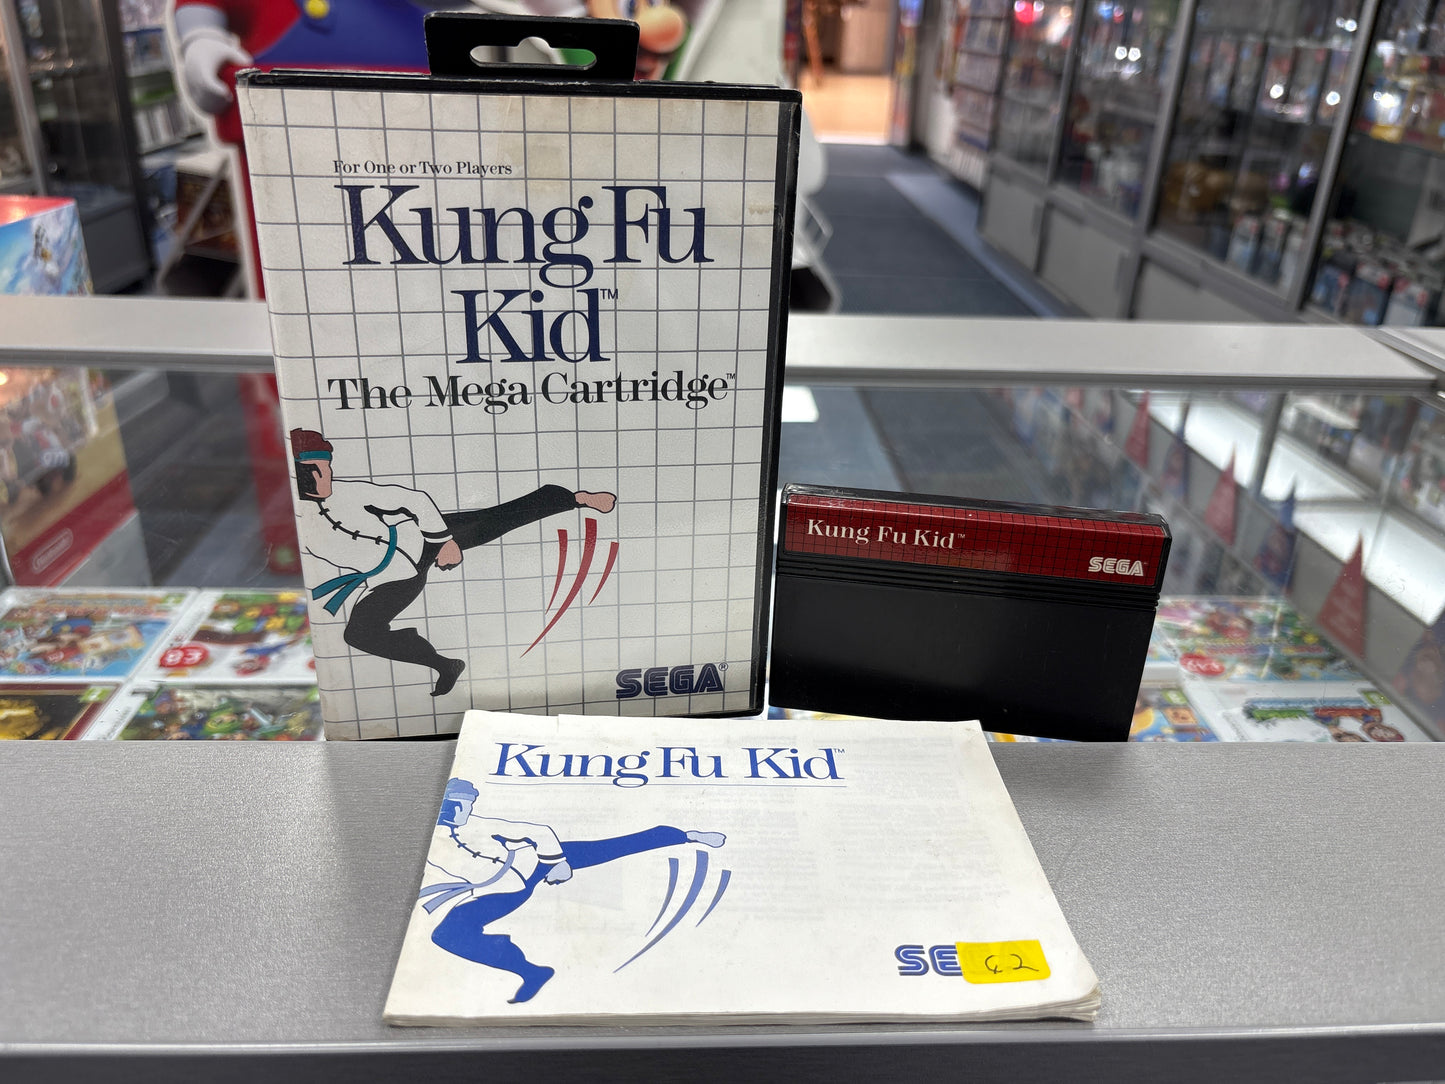 For One or Two Players
Kung Fu
Kid™
The Mega Cartridge™
SEGA®
Kung Fu Kid™
SEGA
Kung Fu Kid™
SE
Nintendo